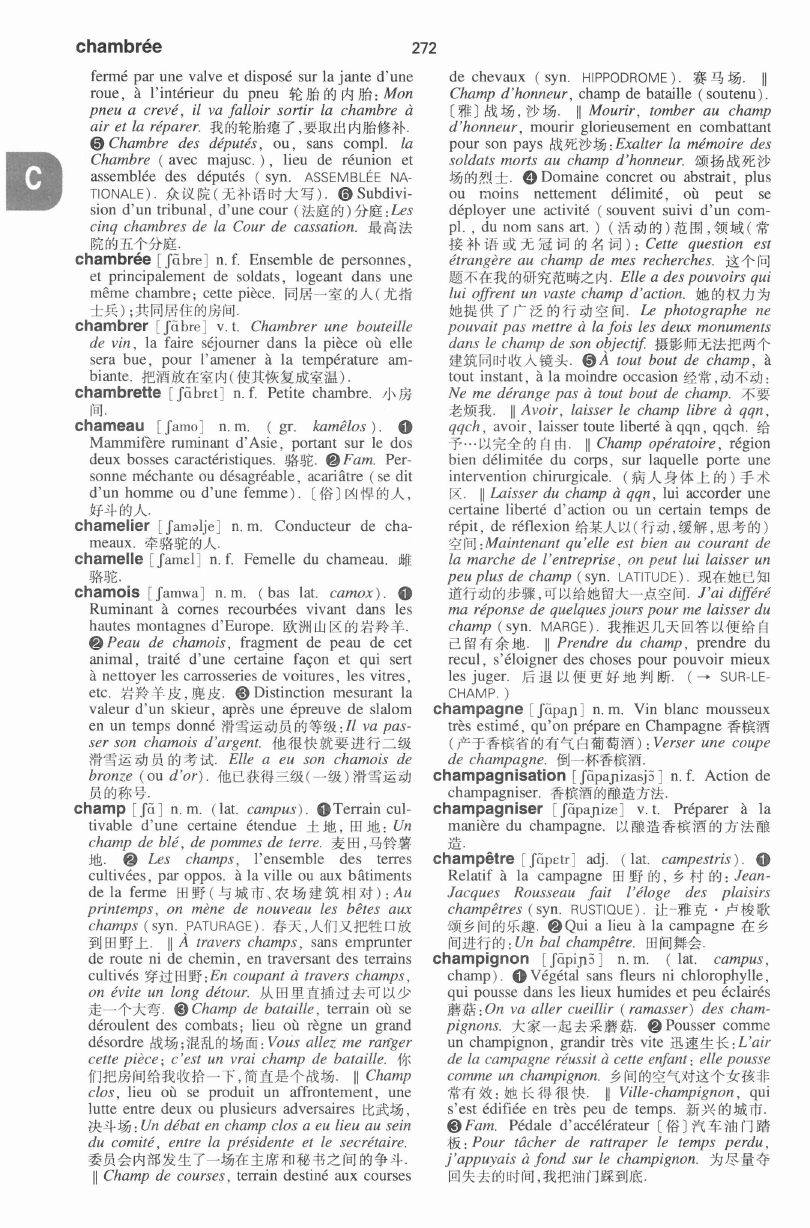 chambrée
272
C
fermé par une valve et disposé sur la jante d'une
roue, à l'intérieur du pneu 轮胎的内胎: Mon
pneu a crevé, il va falloir sortir la chambre à
air et la réparer. 我的轮胎瘪了,要取出内胎修补.
❺ Chambre des députés, ou, sans compl. la
Chambre (avec majusc.), lieu de réunion et
assemblée des députés (syn. ASSEMBLÉE NA-
TIONALE). 众议院(无补语时大写). ❻ Subdivi-
sion d'un tribunal, d'une cour (法庭的)分庭:Les
cinq chambres de la Cour de cassation. 最高法
院的五个分庭.
chambrée [ʃɑ̃bre] n. f. Ensemble de personnes,
et principalement de soldats, logeant dans une
même chambre; cette pièce. 同居一室的人(尤指
士兵);共同居住的房间.
chambrer [ʃɑ̃bre] v. t. Chambrer une bouteille
de vin, la faire séjourner dans la pièce où elle
sera bue, pour l'amener à la température am-
biante. 把酒放在室内(使其恢复成室温).
chambrette [ʃɑ̃bret] n. f. Petite chambre. 小房
间.
chameau [ʃamo] n. m. (gr. kamêlos). ❶
Mammifère ruminant d'Asie, portant sur le dos
deux bosses caractéristiques. 骆驼. ❷ Fam. Per-
sonne méchante ou désagréable, acariâtre (se dit
d'un homme ou d'une femme). 〔俗〕凶悍的人,
好斗的人.
chamelier [ʃaməlje] n. m. Conducteur de cha-
meaux. 牵骆驼的人.
chamelle [ʃamɛl] n. f. Femelle du chameau. 雌
骆驼.
chamois [ʃamwa] n. m. (bas lat. camox). ❶
Ruminant à cornes recourbées vivant dans les
hautes montagnes d'Europe. 欧洲山区的岩羚羊.
❷ Peau de chamois, fragment de peau de cet
animal, traité d'une certaine façon et qui sert
à nettoyer les carrosseries de voitures, les vitres,
etc. 岩羚羊皮,麂皮. ❸ Distinction mesurant la
valeur d'un skieur, après une épreuve de slalom
en un temps donné 滑雪运动员的等级:Il va pas-
ser son chamois d'argent. 他很快就要进行二级
滑雪运动员的考试. Elle a eu son chamois de
bronze (ou d'or). 他已获得三级(一级)滑雪运动
员的称号.
champ [ʃɑ̃] n. m. (lat. campus). ❶ Terrain cul-
tivable d'une certaine étendue 土地,田地: Un
champ de blé, de pommes de terre. 麦田,马铃薯
地. ❷ Les champs, l'ensemble des terres
cultivées, par oppos. à la ville ou aux bâtiments
de la ferme 田野(与城市、农场建筑相对):Au
printemps, on mène de nouveau les bêtes aux
champs (syn. PATURAGE). 春天,人们又把牲口放
到田野上. ‖ À travers champs, sans emprunter
de route ni de chemin, en traversant des terrains
cultivés 穿过田野:En coupant à travers champs,
on évite un long détour. 从田里直插过去可以少
走一个大弯. ❸ Champ de bataille, terrain où se
déroulent des combats; lieu où règne un grand
désordre 战场;混乱的场面:Vous allez me ranger
cette pièce; c'est un vrai champ de bataille. 你
们把房间给我收拾一下,简直是个战场. ‖ Champ
clos, lieu où se produit un affrontement, une
lutte entre deux ou plusieurs adversaires 比武场,
决斗场:Un débat en champ clos a eu lieu au sein
du comité, entre la présidente et le secrétaire.
委员会内部发生了一场在主席和秘书之间的争斗.
‖ Champ de courses, terrain destiné aux courses
de chevaux (syn. HIPPODROME). 赛马场. ‖
Champ d'honneur, champ de bataille (soutenu).
〔雅〕战场,沙场. ‖ Mourir, tomber au champ
d'honneur, mourir glorieusement en combattant
pour son pays 战死沙场:Exalter la mémoire des
soldats morts au champ d'honneur. 颂扬战死沙
场的烈士. ❹ Domaine concret ou abstrait, plus
ou moins nettement délimité, où peut se
déployer une activité (souvent suivi d'un com-
pl., du nom sans art.) (活动的)范围,领域(常
接补语或无冠词的名词): Cette question est
étrangère au champ de mes recherches. 这个问
题不在我的研究范畴之内. Elle a des pouvoirs qui
lui offrent un vaste champ d'action. 她的权力为
她提供了广泛的行动空间. Le photographe ne
pouvait pas mettre à la fois les deux monuments
dans le champ de son objectif. 摄影师无法把两个
建筑同时收入镜头. ❺ À tout bout de champ, à
tout instant, à la moindre occasion 经常,动不动:
Ne me dérange pas à tout bout de champ. 不要
老烦我. ‖ Avoir, laisser le champ libre à qqn,
qqch, avoir, laisser toute liberté à qqn, qqch. 给
予…以完全的自由. ‖ Champ opératoire, région
bien délimitée du corps, sur laquelle porte une
intervention chirurgicale. (病人身体上的)手术
区. ‖ Laisser du champ à qqn, lui accorder une
certaine liberté d'action ou un certain temps de
répit, de réflexion 给某人以(行动,缓解,思考的)
空间:Maintenant qu'elle est bien au courant de
la marche de l'entreprise, on peut lui laisser un
peu plus de champ (syn. LATITUDE). 现在她已知
道行动的步骤,可以给她留大一点空间. J'ai différé
ma réponse de quelques jours pour me laisser du
champ (syn. MARGE). 我推迟几天回答以便给自
己留有余地. ‖ Prendre du champ, prendre du
recul, s'éloigner des choses pour pouvoir mieux
les juger. 后退以便更好地判断. (→ SUR-LE-
CHAMP.)
champagne [ʃɑ̃paɲ] n. m. Vin blanc mousseux
très estimé, qu'on prépare en Champagne 香槟酒
(产于香槟省的有气白葡萄酒):Verser une coupe
de champagne. 倒一杯香槟酒.
champagnisation [ʃɑ̃paɲizasjɔ̃] n. f. Action de
champagniser. 香槟酒的酿造方法.
champagniser [ʃɑ̃paɲize] v. t. Préparer à la
manière du champagne. 以酿造香槟酒的方法酿
造.
champêtre [ʃɑ̃pɛtr] adj. (lat. campestris). ❶
Relatif à la campagne 田野的,乡村的: Jean-
Jacques Rousseau fait l'éloge des plaisirs
champêtres (syn. RUSTIQUE). 让-雅克·卢梭歌
颂乡间的乐趣. ❷ Qui a lieu à la campagne 在乡
间进行的:Un bal champêtre. 田间舞会.
champignon [ʃɑ̃piɲɔ̃] n. m. (lat. campus,
champ). ❶ Végétal sans fleurs ni chlorophylle,
qui pousse dans les lieux humides et peu éclairés
蘑菇:On va aller cueillir (ramasser) des cham-
pignons. 大家一起去采蘑菇. ❷ Pousser comme
un champignon, grandir très vite 迅速生长:L'air
de la campagne réussit à cette enfant; elle pousse
comme un champignon. 乡间的空气对这个女孩非
常有效:她长得很快. ‖ Ville-champignon, qui
s'est édifiée en très peu de temps. 新兴的城市.
❸ Fam. Pédale d'accélérateur〔俗〕汽车油门踏
板:Pour tâcher de rattraper le temps perdu,
j'appuyais à fond sur le champignon. 为尽量夺
回失去的时间,我把油门踩到底.